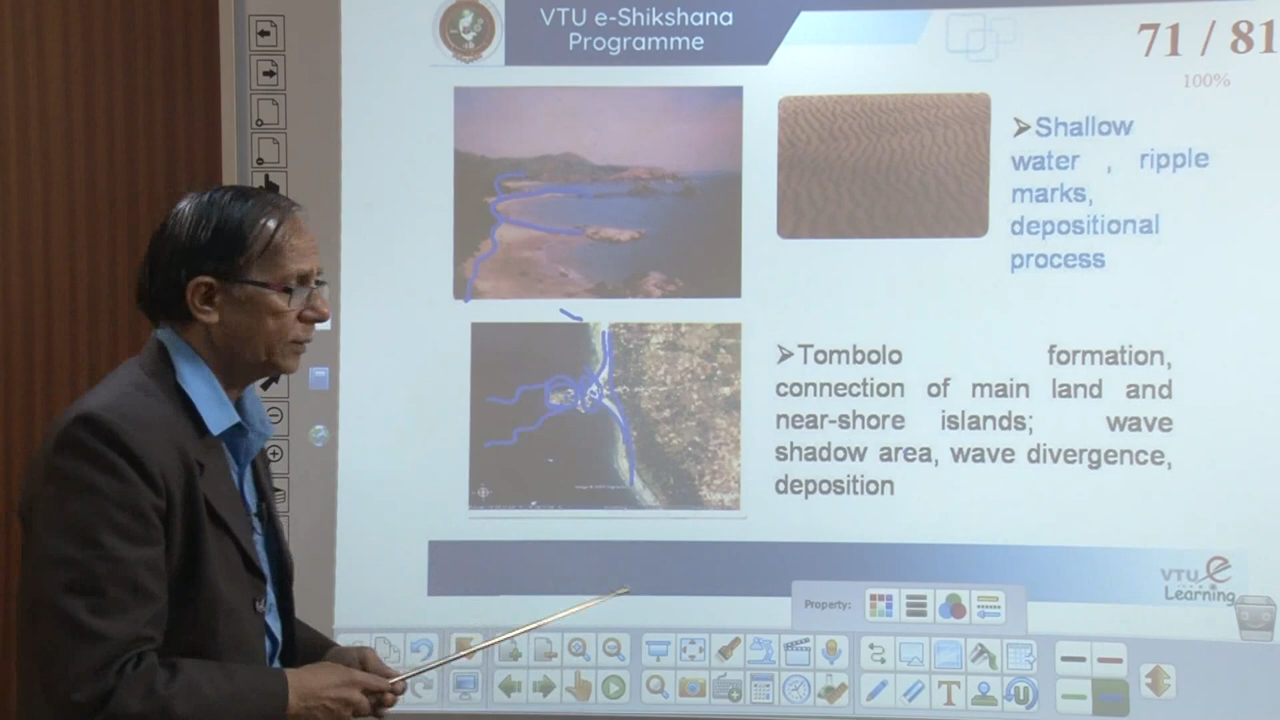 VTU e-Shikshana
Programme
71 / 81
100%
➢Shallow
water , ripple
marks,
depositional
process
➢Tombolo formation,
connection of main land and
near-shore islands; wave
shadow area, wave divergence,
deposition
VTU e
Learning
Property:
T